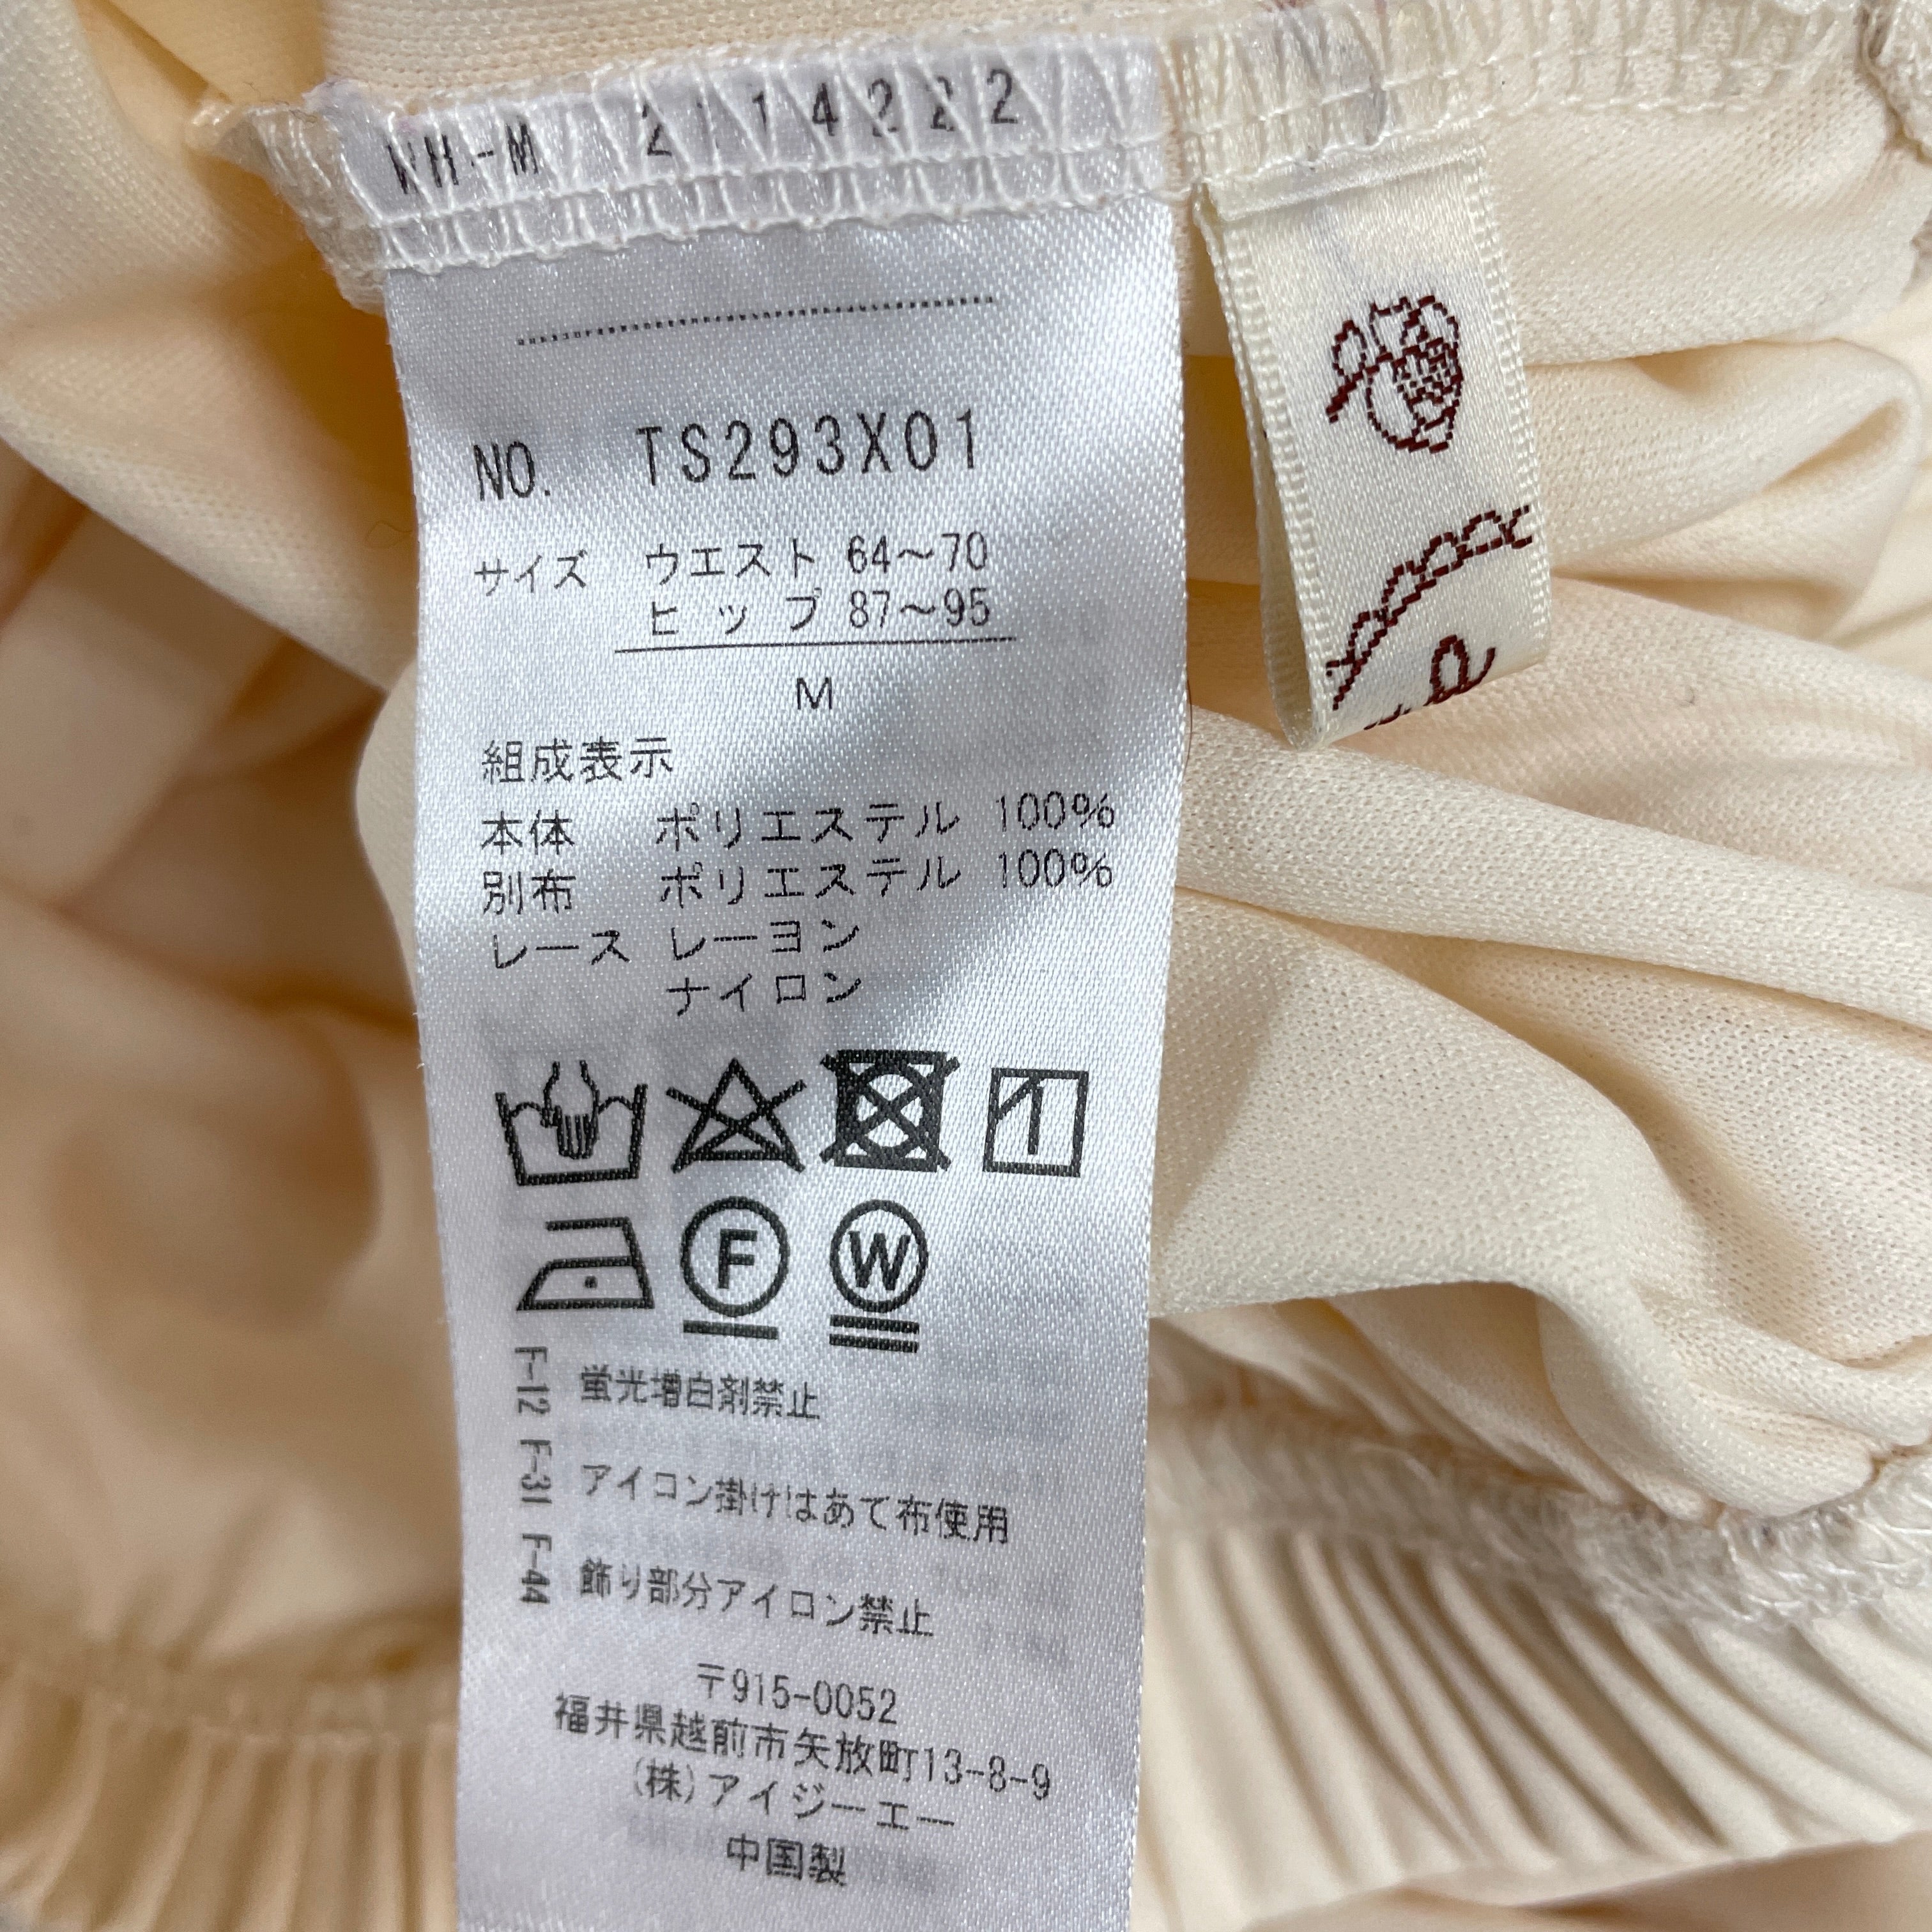 WH-M 2114222
NO. TS293X01
サイズ ウエスト 64～70
ヒップ 87～95
M
組成表示
本体 ポリエステル 100%
別布 ポリエステル 100%
レース レーヨン
ナイロン
1
F W
F-12 蛍光増白剤禁止
F-31 アイロン掛けはあて布使用
F-44 飾り部分アイロン禁止
〒915-0052
福井県越前市矢放町13-8-9
(株)アイジーエー
中国製